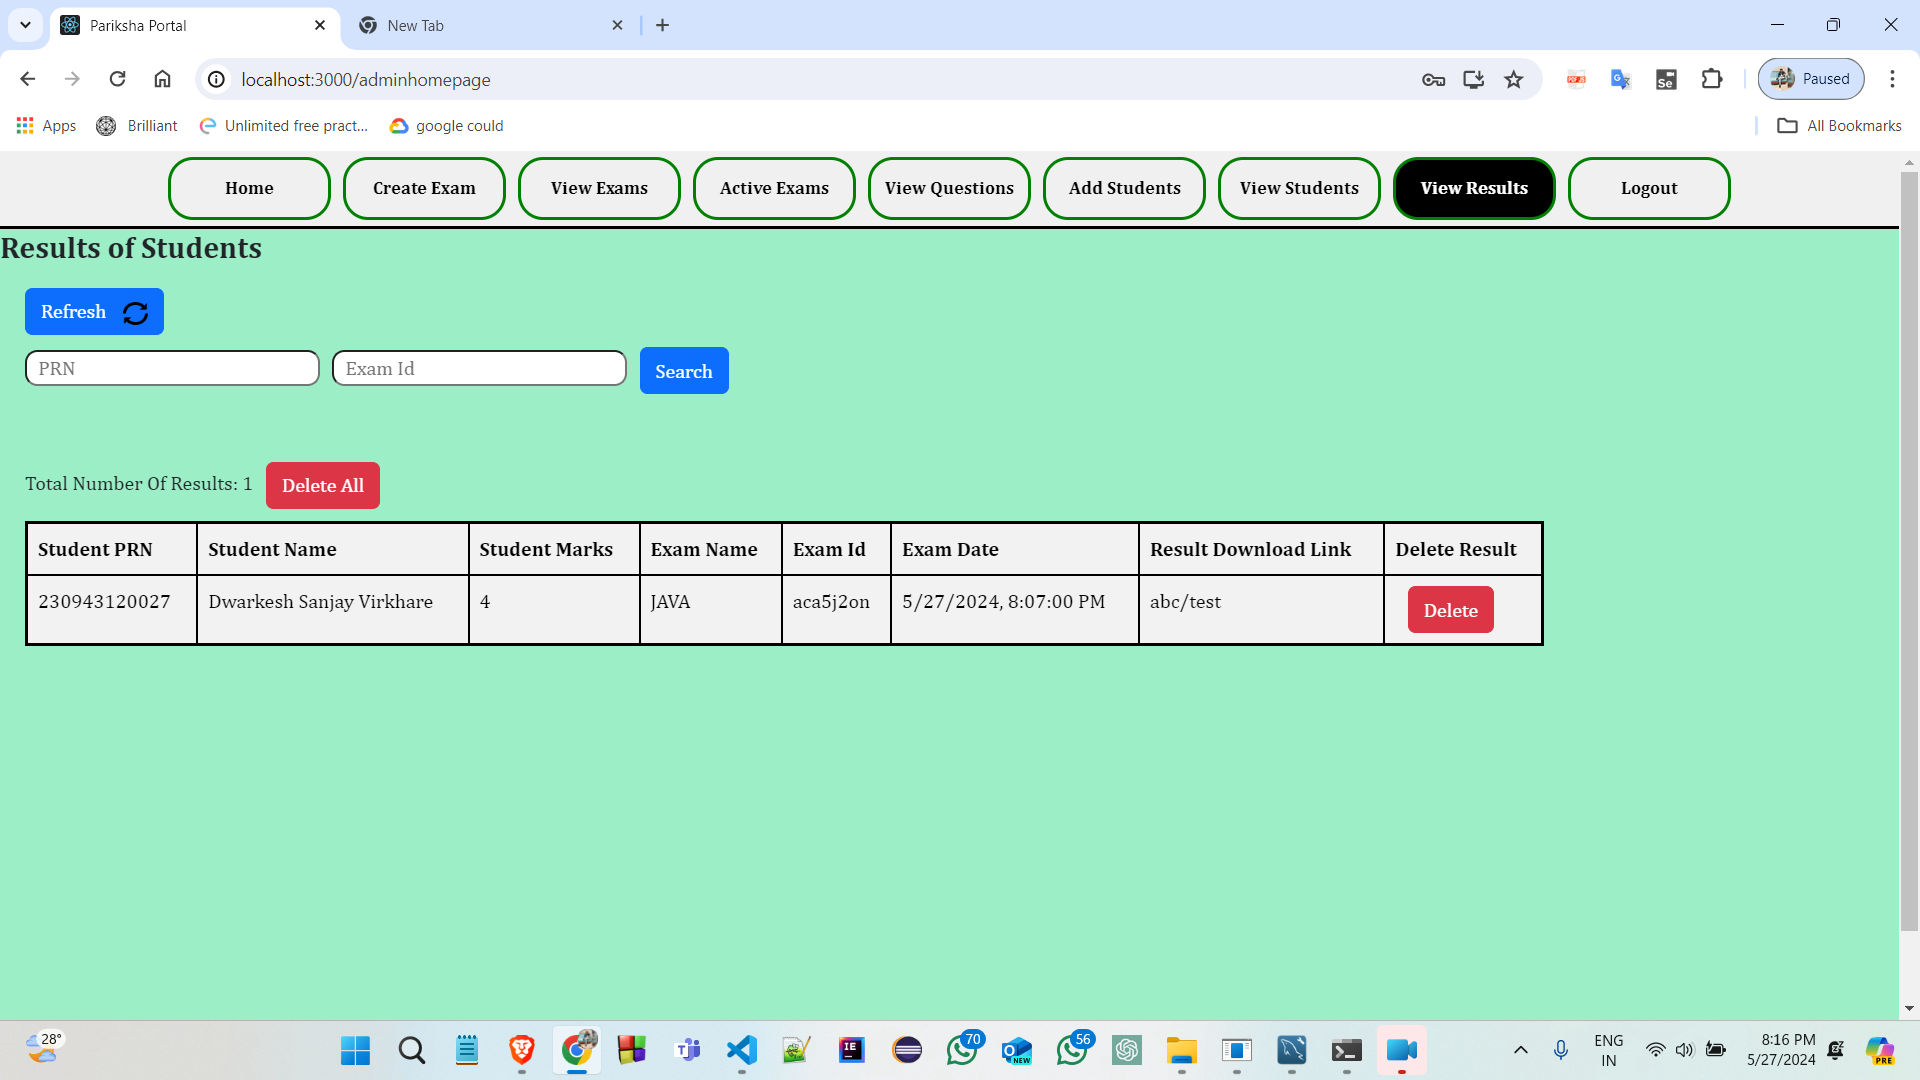 Pariksha Portal
New Tab
localhost:3000/adminhomepage
Paused
Apps Brilliant Unlimited free pract... google could All Bookmarks
Home Create Exam View Exams Active Exams View Questions Add Students View Students View Results Logout
Results of Students
Refresh
PRN Exam Id Search
Total Number Of Results: 1 Delete All
Student PRN Student Name Student Marks Exam Name Exam Id Exam Date Result Download Link Delete Result
230943120027 Dwarkesh Sanjay Virkhare 4 JAVA aca5j2on 5/27/2024, 8:07:00 PM abc/test Delete
28° 70 NEW 56 ENG 8:16 PM
IN 5/27/2024 PRE